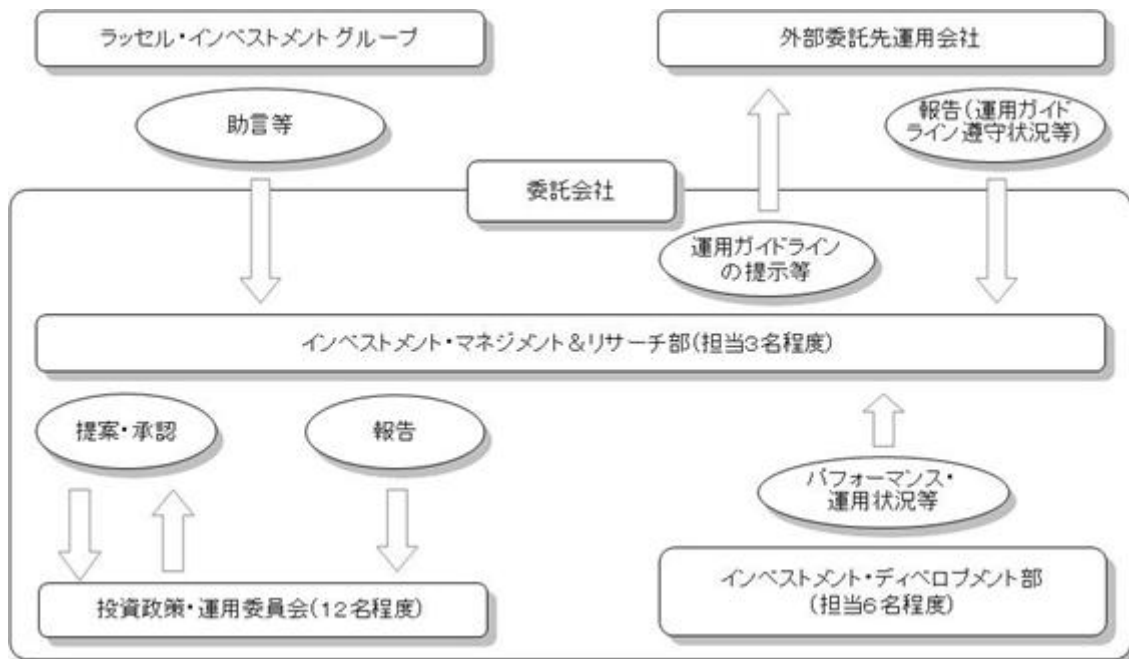 ラッセル・インベストメント グループ
外部委託先運用会社
助言等
報告(運用ガイド
ライン遵守状況等)
委託会社
運用ガイドライン
の提示等
インベストメント・マネジメント&リサーチ部(担当3名程度)
提案・承認
報告
パフォーマンス・
運用状況等
投資政策・運用委員会(12名程度)
インベストメント・ディベロプメント部
(担当6名程度)